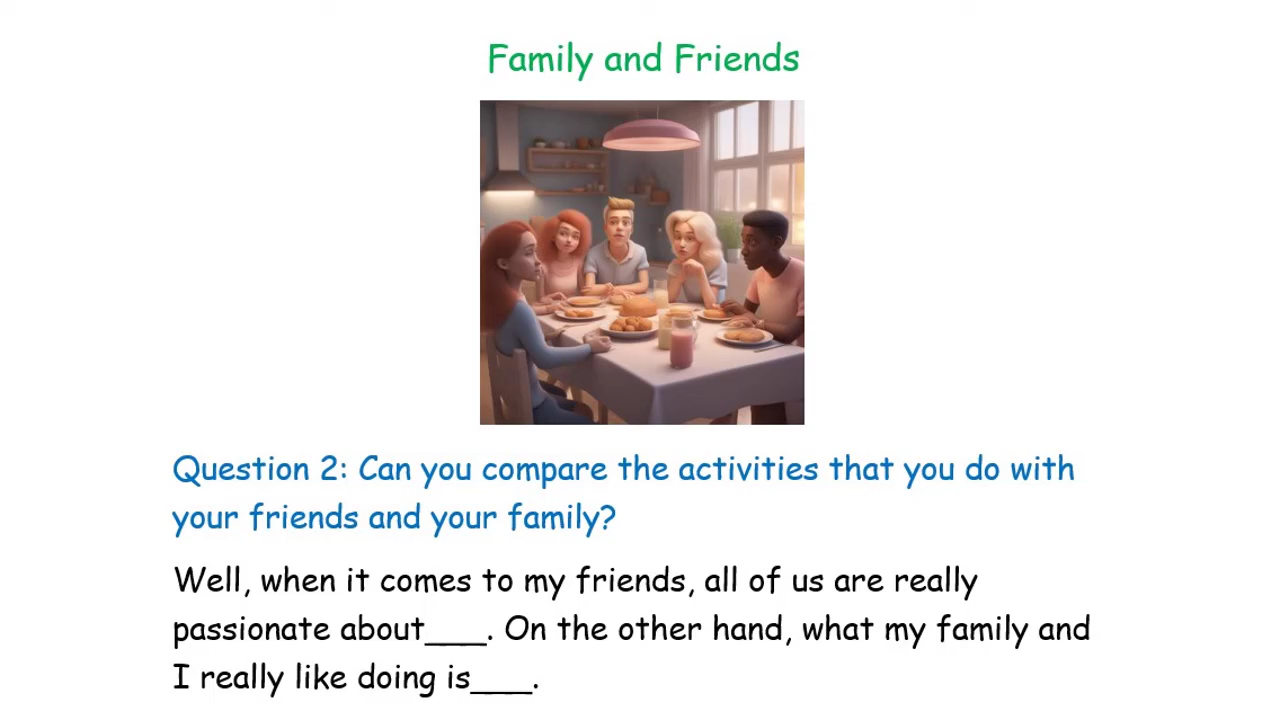 Family and Friends
Question 2: Can you compare the activities that you do with
your friends and your family?
Well, when it comes to my friends, all of us are really
passionate about___. On the other hand, what my family and
I really like doing is___.